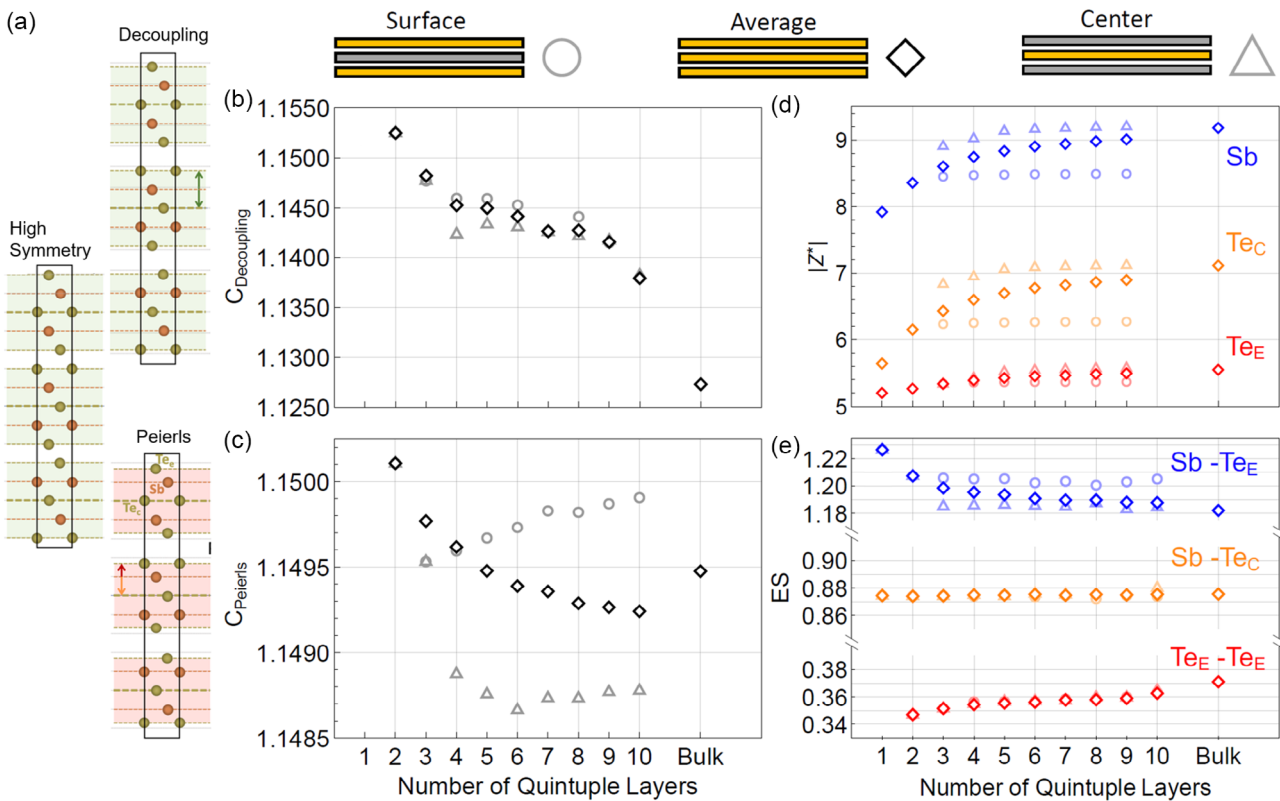 (a)
Decoupling
High
Symmetry
Peierls
Te_e
Sb
Te_c
Surface
Average
Center
(b)
C_Decoupling
1.1550
1.1500
1.1450
1.1400
1.1350
1.1300
1.1250
(c)
C_Peierls
1.1500
1.1495
1.1490
1.1485
1 2 3 4 5 6 7 8 9 10 Bulk
Number of Quintuple Layers
(d)
|Z*|
9
8
7
6
5
Sb
Te_C
Te_E
(e)
ES
1.22
1.20
1.18
0.90
0.88
0.86
0.38
0.36
0.34
Sb -Te_E
Sb -Te_C
Te_E -Te_E
1 2 3 4 5 6 7 8 9 10 Bulk
Number of Quintuple Layers